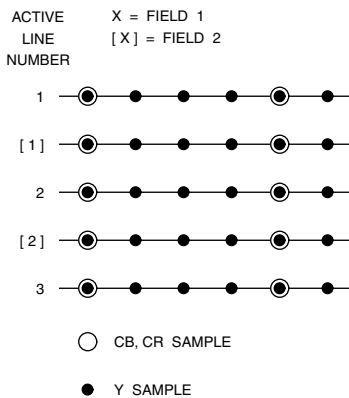 ACTIVE
LINE
NUMBER
X = FIELD 1
[ X ] = FIELD 2
1
[ 1 ]
2
[ 2 ]
3
CB, CR SAMPLE
Y SAMPLE